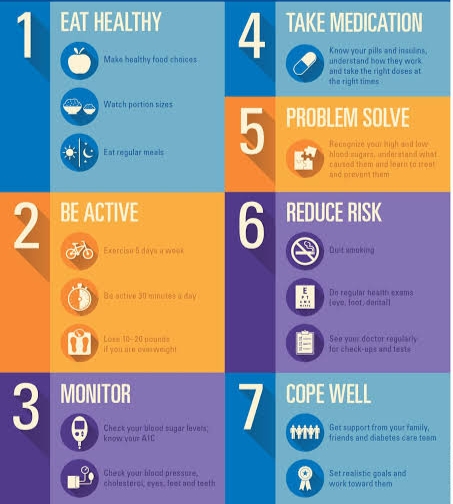 1
EAT HEALTHY
Make healthy food choices
Watch portion sizes
Eat regular meals
2
BE ACTIVE
Exercise 5 days a week
Be active 30 minutes a day
Lose 10-20 pounds
if you are overweight
3
MONITOR
Check your blood sugar levels;
know your A1C
Check your blood pressure,
cholesterol, eyes, feet and teeth
4
TAKE MEDICATION
Know your pills and insulins,
understand how they work
and take the right doses at
the right times
5
PROBLEM SOLVE
Recognize your high and low
blood sugars, understand what
caused them and learn to treat
and prevent them
6
REDUCE RISK
Quit smoking
E
F P
Do regular health exams
(eye, foot, dental)
See your doctor regularly
for check-ups and tests
7
COPE WELL
Get support from your family,
friends and diabetes care team
Set realistic goals and
work toward them